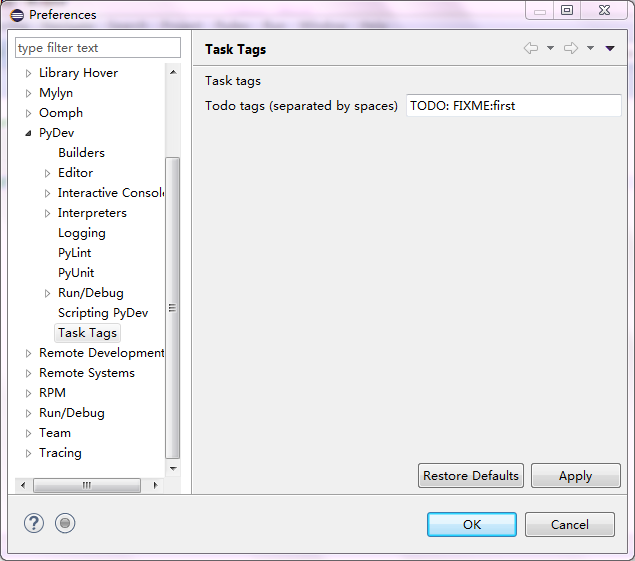 Preferences
type filter text
Library Hover
Mylyn
Oomph
PyDev
Builders
Editor
Interactive Console
Interpreters
Logging
PyLint
PyUnit
Run/Debug
Scripting PyDev
Task Tags
Remote Development
Remote Systems
RPM
Run/Debug
Team
Tracing
Task Tags
Task tags
Todo tags (separated by spaces) TODO: FIXME:first
Restore Defaults Apply
OK Cancel